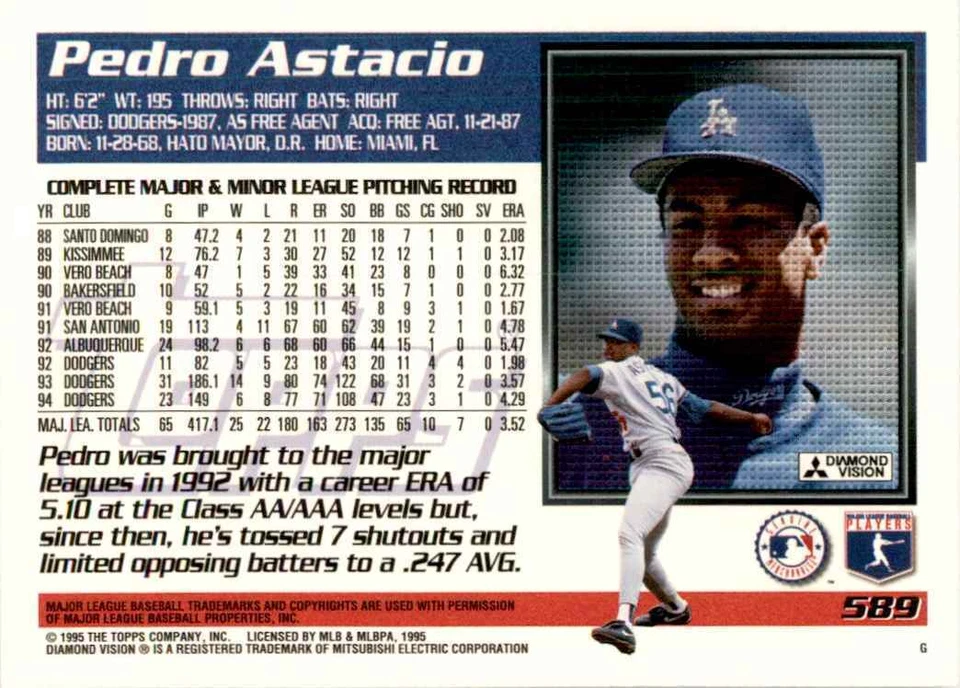 Pedro Astacio
HT: 6'2" WT: 195 THROWS: RIGHT BATS: RIGHT
SIGNED: DODGERS-1987, AS FREE AGENT ACQ: FREE AGT, 11-21-87
BORN: 11-28-68, HATO MAYOR, D.R. HOME: MIAMI, FL
COMPLETE MAJOR & MINOR LEAGUE PITCHING RECORD
YR CLUB G IP W L R ER SO BB GS CG SHO SV ERA
88 SANTO DOMINGO 8 47.2 4 2 21 11 20 18 7 1 0 0 2.08
89 KISSIMMEE 12 76.2 7 3 30 27 52 12 12 1 1 0 3.17
90 VERO BEACH 8 47 1 5 39 33 41 23 8 0 0 0 6.32
90 BAKERSFIELD 10 52 5 2 22 16 34 15 7 1 0 0 2.77
91 VERO BEACH 9 59.1 5 3 19 11 45 8 9 3 1 0 1.67
91 SAN ANTONIO 19 113 4 11 67 60 62 39 19 2 1 0 4.78
92 ALBUQUERQUE 24 98.2 6 6 68 60 66 44 15 1 0 0 5.47
92 DODGERS 11 82 5 5 23 18 43 20 11 4 4 0 1.98
93 DODGERS 31 186.1 14 9 80 74 122 68 31 3 2 0 3.57
94 DODGERS 23 149 6 8 77 71 108 47 23 3 1 0 4.29
MAJ. LEA. TOTALS 65 417.1 25 22 180 163 273 135 65 10 7 0 3.52
Topps
Pedro was brought to the major
leagues in 1992 with a career ERA of
5.10 at the Class AA/AAA levels but,
since then, he's tossed 7 shutouts and
limited opposing batters to a .247 AVG.
LA
56
DIAMOND
VISION
GENUINE
MERCHANDISE
MAJOR LEAGUE BASEBALL
PLAYERS
MAJOR LEAGUE BASEBALL TRADEMARKS AND COPYRIGHTS ARE USED WITH PERMISSION
OF MAJOR LEAGUE BASEBALL PROPERTIES, INC.
589
© 1995 THE TOPPS COMPANY, INC. LICENSED BY MLB & MLBPA, 1995
DIAMOND VISION ® IS A REGISTERED TRADEMARK OF MITSUBISHI ELECTRIC CORPORATION
G